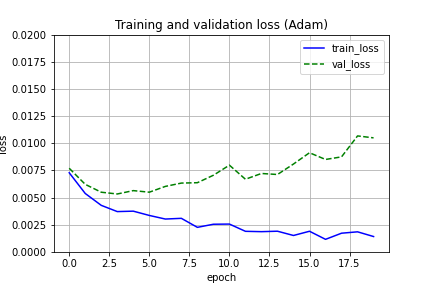 Training and validation loss (Adam)
train_loss
val_loss
0.0200
0.0175
0.0150
0.0125
0.0100
0.0075
0.0050
0.0025
0.0000
loss
0.0 2.5 5.0 7.5 10.0 12.5 15.0 17.5
epoch